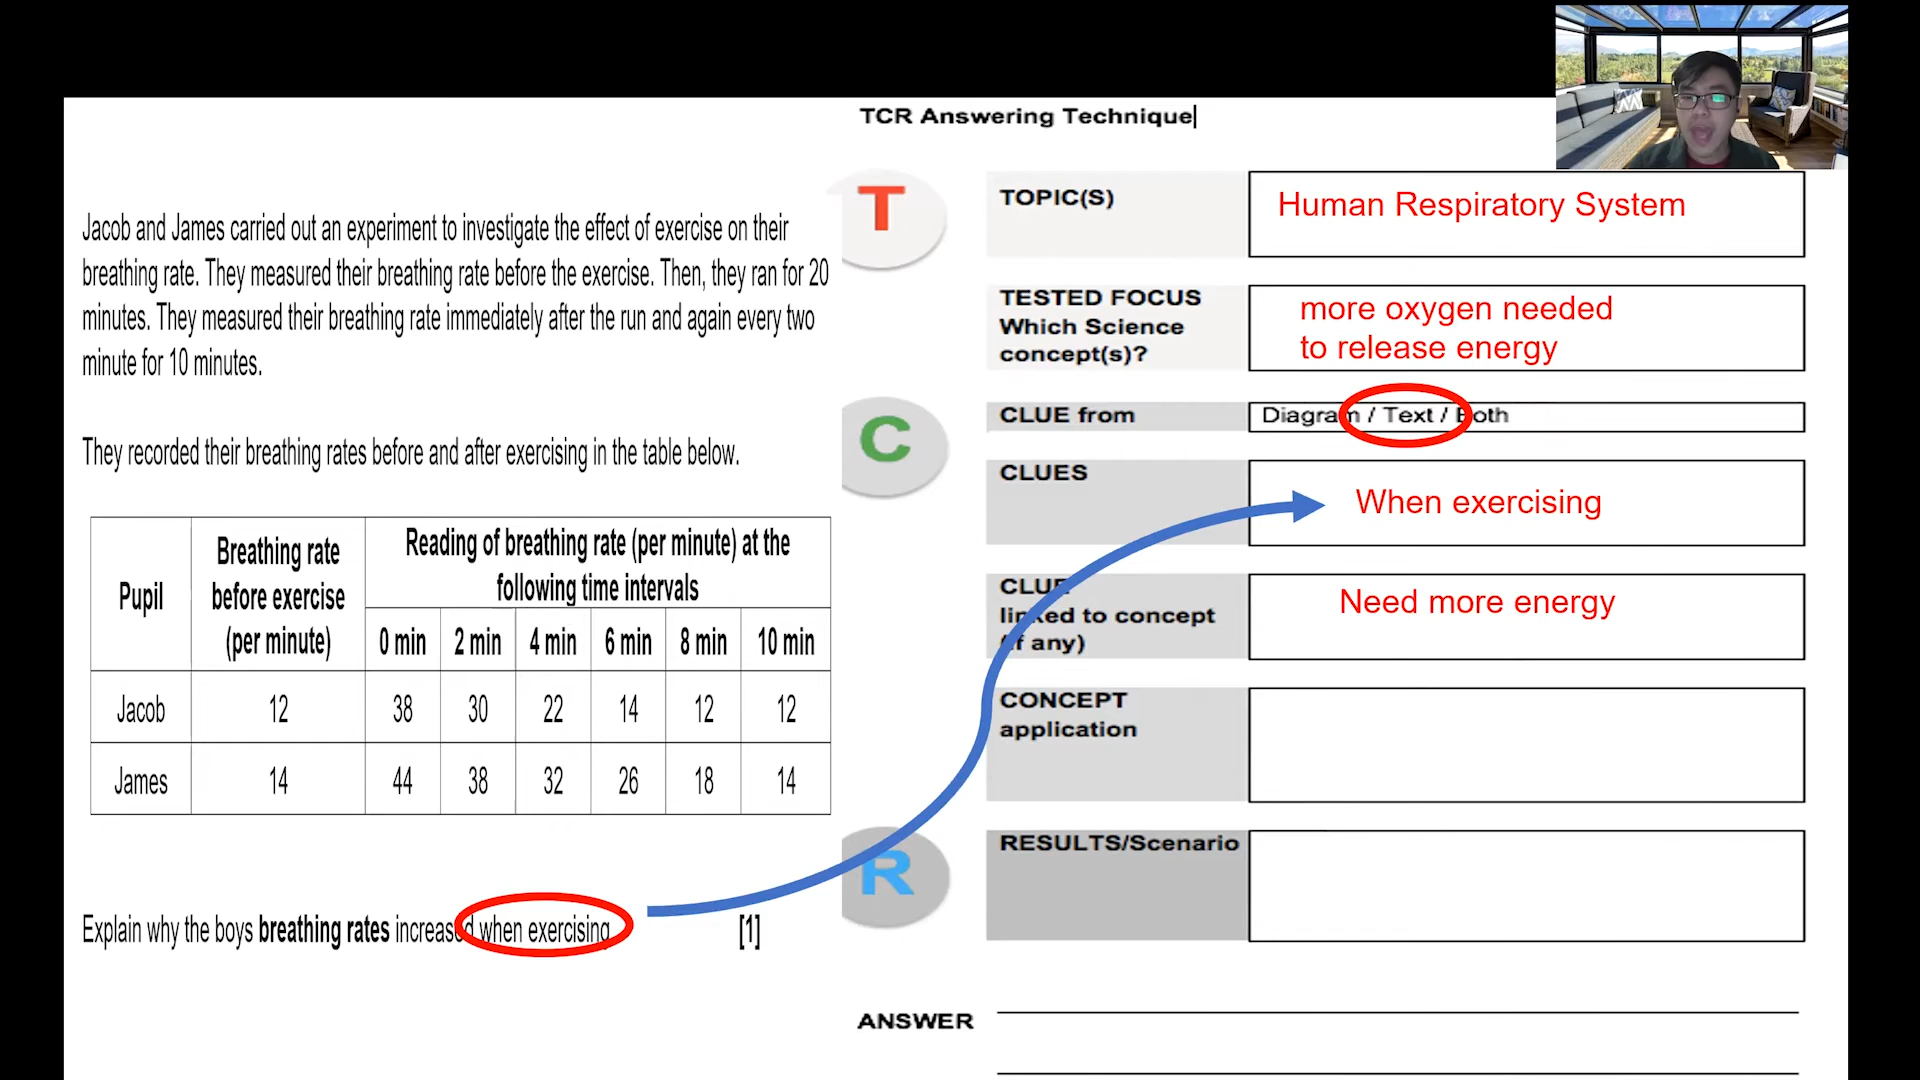 TCR Answering Technique
Jacob and James carried out an experiment to investigate the effect of exercise on their
breathing rate. They measured their breathing rate before the exercise. Then, they ran for 20
minutes. They measured their breathing rate immediately after the run and again every two
minute for 10 minutes.
They recorded their breathing rates before and after exercising in the table below.
Pupil
Breathing rate
before exercise
(per minute)
Reading of breathing rate (per minute) at the
following time intervals
0 min 2 min 4 min 6 min 8 min 10 min
Jacob 12 38 30 22 14 12 12
James 14 44 38 32 26 18 14
Explain why the boys breathing rates increased when exercising [1]
T
TOPIC(S)
Human Respiratory System
TESTED FOCUS
Which Science
concept(s)?
more oxygen needed
to release energy
C
CLUE from
Diagram / Text / Both
CLUES
When exercising
CLUE
linked to concept
(if any)
Need more energy
CONCEPT
application
R
RESULTS/Scenario
ANSWER